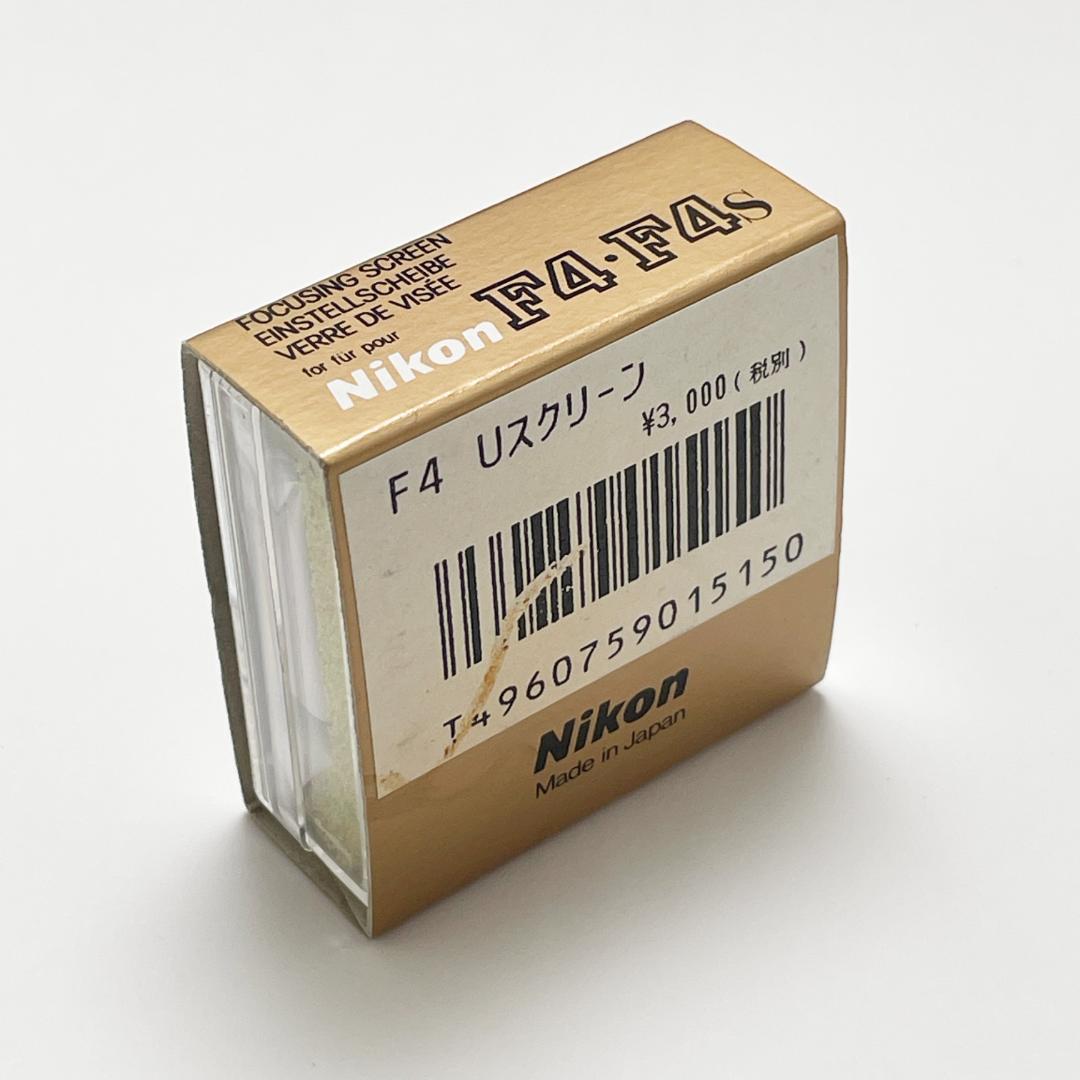 FOCUSING SCREEN
EINSTELLSCHEIBE
VERRE DE VISÉE
for für pour
Nikon F4·F4s
F4 Uスクリーン
¥3,000(税別)
T4960759015150
Nikon
Made in Japan